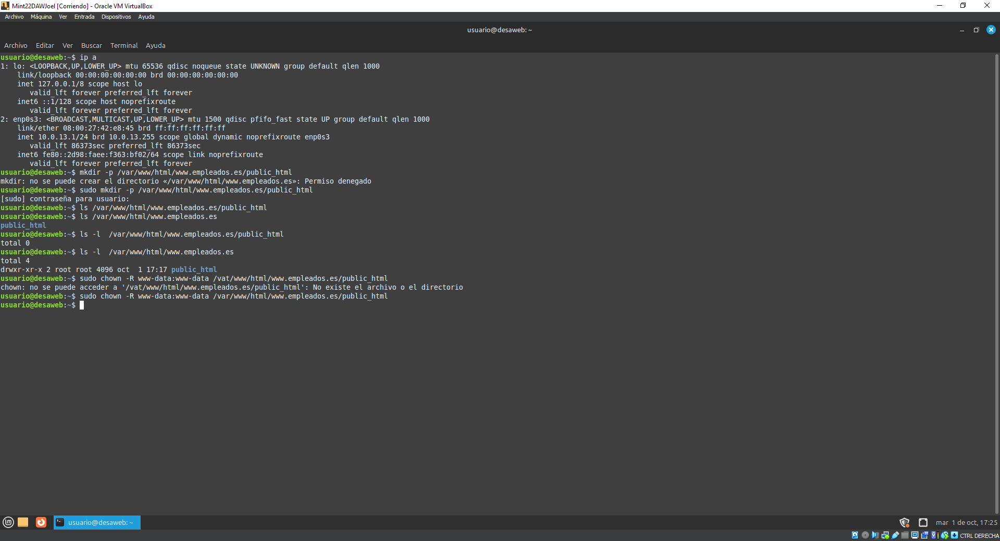 Mint22DAWJoel [Corriendo] - Oracle VM VirtualBox
Archivo Máquina Ver Entrada Dispositivos Ayuda
usuario@desaweb: ~
Archivo Editar Ver Buscar Terminal Ayuda
usuario@desaweb:~$ ip a
1: lo: <LOOPBACK,UP,LOWER_UP> mtu 65536 qdisc noqueue state UNKNOWN group default qlen 1000
    link/loopback 00:00:00:00:00:00 brd 00:00:00:00:00:00
    inet 127.0.0.1/8 scope host lo
       valid_lft forever preferred_lft forever
    inet6 ::1/128 scope host noprefixroute
       valid_lft forever preferred_lft forever
2: enp0s3: <BROADCAST,MULTICAST,UP,LOWER_UP> mtu 1500 qdisc pfifo_fast state UP group default qlen 1000
    link/ether 08:00:27:42:e8:45 brd ff:ff:ff:ff:ff:ff
    inet 10.0.13.1/24 brd 10.0.13.255 scope global dynamic noprefixroute enp0s3
       valid_lft 86373sec preferred_lft 86373sec
    inet6 fe80::2d98:faee:f363:bf02/64 scope link noprefixroute
       valid_lft forever preferred_lft forever
usuario@desaweb:~$ mkdir -p /var/www/html/www.empleados.es/public_html
mkdir: no se puede crear el directorio «/var/www/html/www.empleados.es»: Permiso denegado
usuario@desaweb:~$ sudo mkdir -p /var/www/html/www.empleados.es/public_html
[sudo] contraseña para usuario:
usuario@desaweb:~$ ls /var/www/html/www.empleados.es/public_html
usuario@desaweb:~$ ls /var/www/html/www.empleados.es
public_html
usuario@desaweb:~$ ls -l  /var/www/html/www.empleados.es/public_html
total 0
usuario@desaweb:~$ ls -l  /var/www/html/www.empleados.es
total 4
drwxr-xr-x 2 root root 4096 oct  1 17:17 public_html
usuario@desaweb:~$ sudo chown -R www-data:www-data /vat/www/html/www.empleados.es/public_html
chown: no se puede acceder a '/vat/www/html/www.empleados.es/public_html': No existe el archivo o el directorio
usuario@desaweb:~$ sudo chown -R www-data:www-data /var/www/html/www.empleados.es/public_html
usuario@desaweb:~$
usuario@desaweb: ~
mar 1 de oct, 17:25
CTRL DERECHA